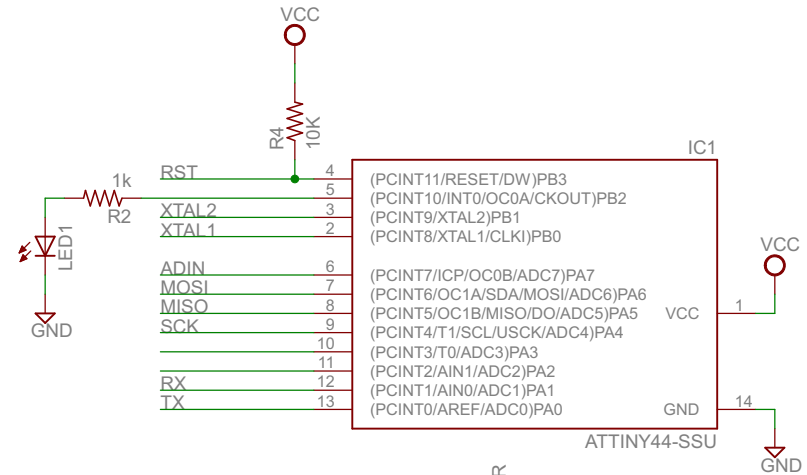 VCC
R4
10K
IC1
RST
4
(PCINT11/RESET/DW)PB3
1k
5
(PCINT10/INT0/OC0A/CKOUT)PB2
R2
XTAL2
3
(PCINT9/XTAL2)PB1
XTAL1
2
(PCINT8/XTAL1/CLKI)PB0
LED1
VCC
ADIN
6
(PCINT7/ICP/OC0B/ADC7)PA7
MOSI
7
(PCINT6/OC1A/SDA/MOSI/ADC6)PA6
MISO
8
(PCINT5/OC1B/MISO/DO/ADC5)PA5
VCC
1
GND
SCK
9
(PCINT4/T1/SCL/USCK/ADC4)PA4
10
(PCINT3/T0/ADC3)PA3
11
(PCINT2/AIN1/ADC2)PA2
RX
12
(PCINT1/AIN0/ADC1)PA1
TX
13
(PCINT0/AREF/ADC0)PA0
GND
14
ATTINY44-SSU
GND
R